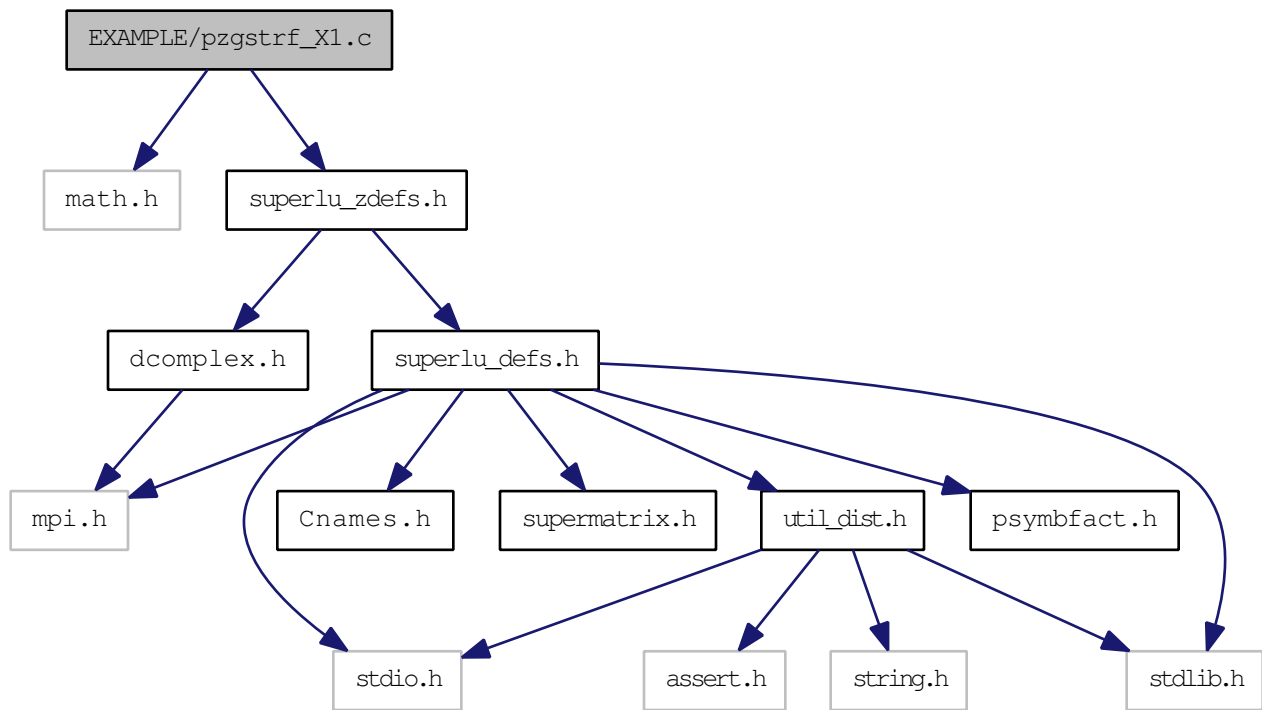 EXAMPLE/pzgstrf_X1.c
math.h
superlu_zdefs.h
dcomplex.h
superlu_defs.h
mpi.h
Cnames.h
supermatrix.h
util_dist.h
psymbfact.h
stdio.h
assert.h
string.h
stdlib.h